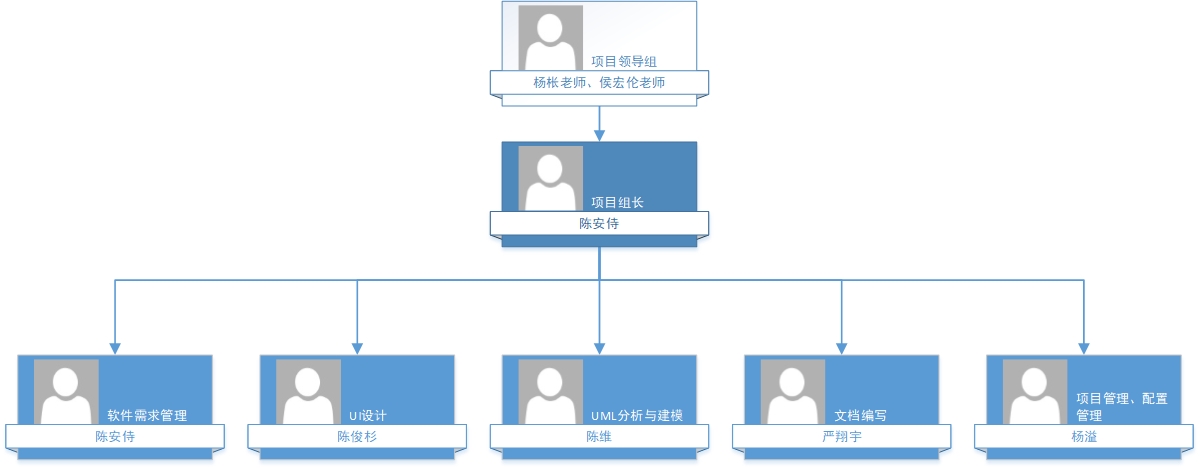 项目领导组
杨枨老师、侯宏伦老师
项目组长
陈安侍
软件需求管理
陈安侍
UI设计
陈俊杉
UML分析与建模
陈维
文档编写
严翔宇
项目管理、配置
管理
杨溢